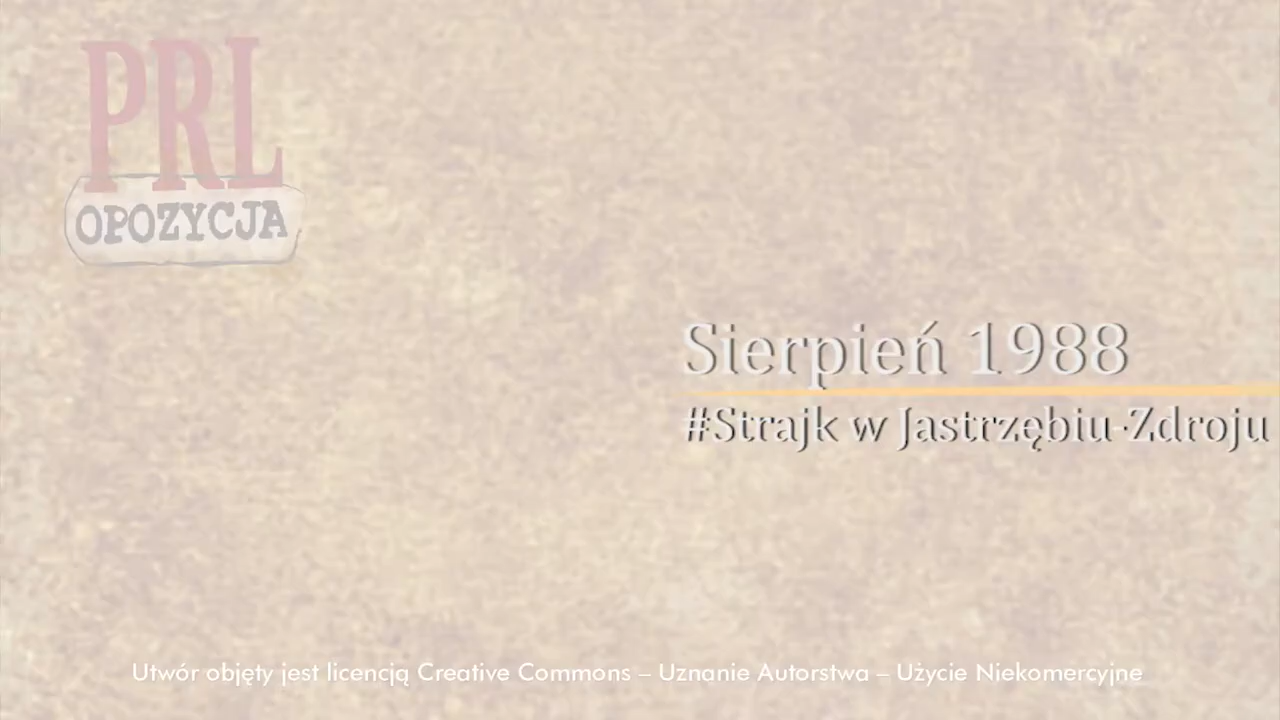 PRL
OPOZYCJA
Sierpień 1988
#Strajk w Jastrzębiu-Zdroju
Utwór objęty jest licencją Creative Commons – Uznanie Autorstwa – Użycie Niekomercyjne